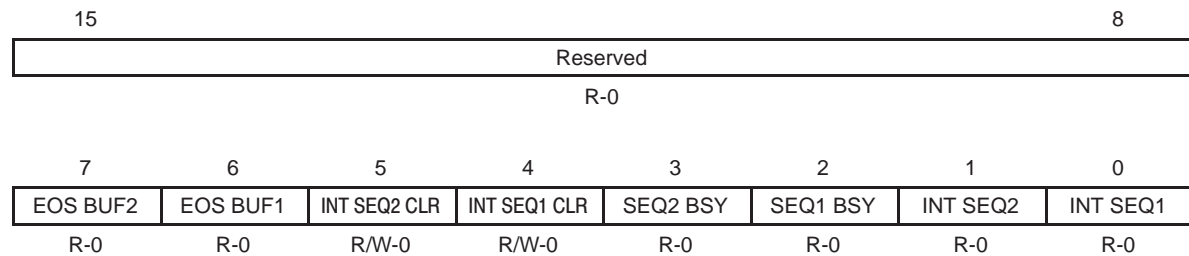 15 8
Reserved
R-0
7 6 5 4 3 2 1 0
EOS BUF2 EOS BUF1 INT SEQ2 CLR INT SEQ1 CLR SEQ2 BSY SEQ1 BSY INT SEQ2 INT SEQ1
R-0 R-0 R/W-0 R/W-0 R-0 R-0 R-0 R-0